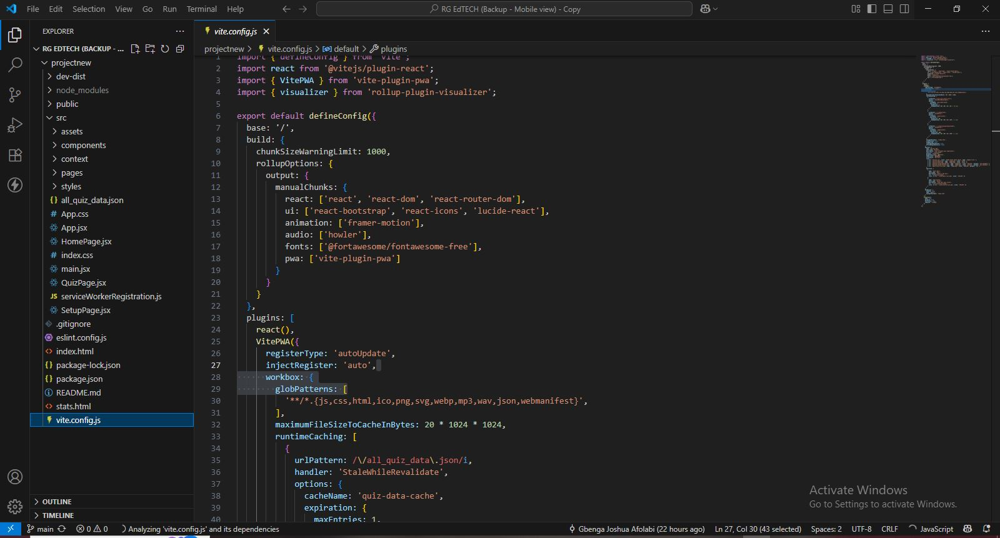 File Edit Selection View Go Run Terminal Help
RG EdTECH (Backup - Mobile view) - Copy
EXPLORER
RG EDTECH (BACKUP - ...
projectnew
dev-dist
node_modules
public
src
assets
components
context
pages
styles
{} all_quiz_data.json
# App.css
App.jsx
HomePage.jsx
# index.css
main.jsx
QuizPage.jsx
JS serviceWorkerRegistration.js
SetupPage.jsx
.gitignore
eslint.config.js
<> index.html
{} package-lock.json
{} package.json
README.md
<> stats.html
vite.config.js
OUTLINE
TIMELINE
vite.config.js
projectnew > vite.config.js > default > plugins
1 import { defineConfig } from 'vite';
2 import react from '@vitejs/plugin-react';
3 import { VitePWA } from 'vite-plugin-pwa';
4 import { visualizer } from 'rollup-plugin-visualizer';
5
6 export default defineConfig({
7 base: '/',
8 build: {
9 chunkSizeWarningLimit: 1000,
10 rollupOptions: {
11 output: {
12 manualChunks: {
13 react: ['react', 'react-dom', 'react-router-dom'],
14 ui: ['react-bootstrap', 'react-icons', 'lucide-react'],
15 animation: ['framer-motion'],
16 audio: ['howler'],
17 fonts: ['@fortawesome/fontawesome-free'],
18 pwa: ['vite-plugin-pwa']
19 }
20 }
21 }
22 },
23 plugins: [
24 react(),
25 VitePWA({
26 registerType: 'autoUpdate',
27 injectRegister: 'auto',
28 workbox: {
29 globPatterns: [
30 '**/*.{js,css,html,ico,png,svg,webp,mp3,wav,json,webmanifest}',
31 ],
32 maximumFileSizeToCacheInBytes: 20 * 1024 * 1024,
33 runtimeCaching: [
34 {
35 urlPattern: /\/all_quiz_data\.json/i,
36 handler: 'StaleWhileRevalidate',
37 options: {
38 cacheName: 'quiz-data-cache',
39 expiration: {
40 maxEntries: 1,
Activate Windows
Go to Settings to activate Windows.
main 0 0 Analyzing 'vite.config.js' and its dependencies Gbenga Joshua Afolabi (22 hours ago) Ln 27, Col 30 (43 selected) Spaces: 2 UTF-8 CRLF JavaScript